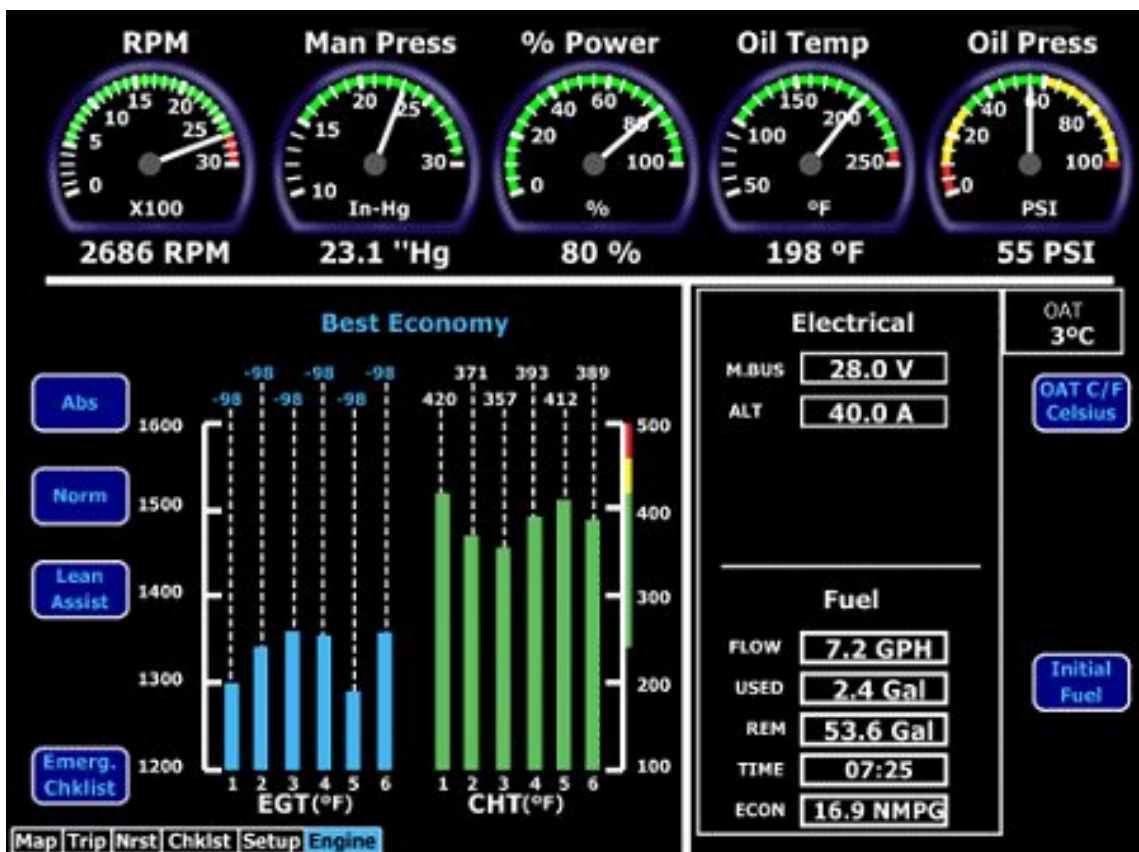 RPM Man Press % Power Oil Temp Oil Press
0 5 10 15 20 25 30 X100
10 15 20 25 30 In-Hg
0 20 40 60 80 100 %
50 100 150 200 250 ºF
0 20 40 60 80 100 PSI
2686 RPM 23.1 "Hg 80 % 198 ºF 55 PSI
Best Economy
Abs
Norm
Lean
Assist
Emerg.
Chklist
-98 -98 -98 -98 -98 -98
420 371 357 393 412 389
1600
1500
1400
1300
1200
1 2 3 4 5 6
EGT(ºF)
500
400
300
200
100
1 2 3 4 5 6
CHT(ºF)
Electrical
M.BUS 28.0 V
ALT 40.0 A
Fuel
FLOW 7.2 GPH
USED 2.4 Gal
REM 53.6 Gal
TIME 07:25
ECON 16.9 NMPG
OAT
3ºC
OAT C/F
Celsius
Initial
Fuel
Map Trip Nrst Chklst Setup Engine